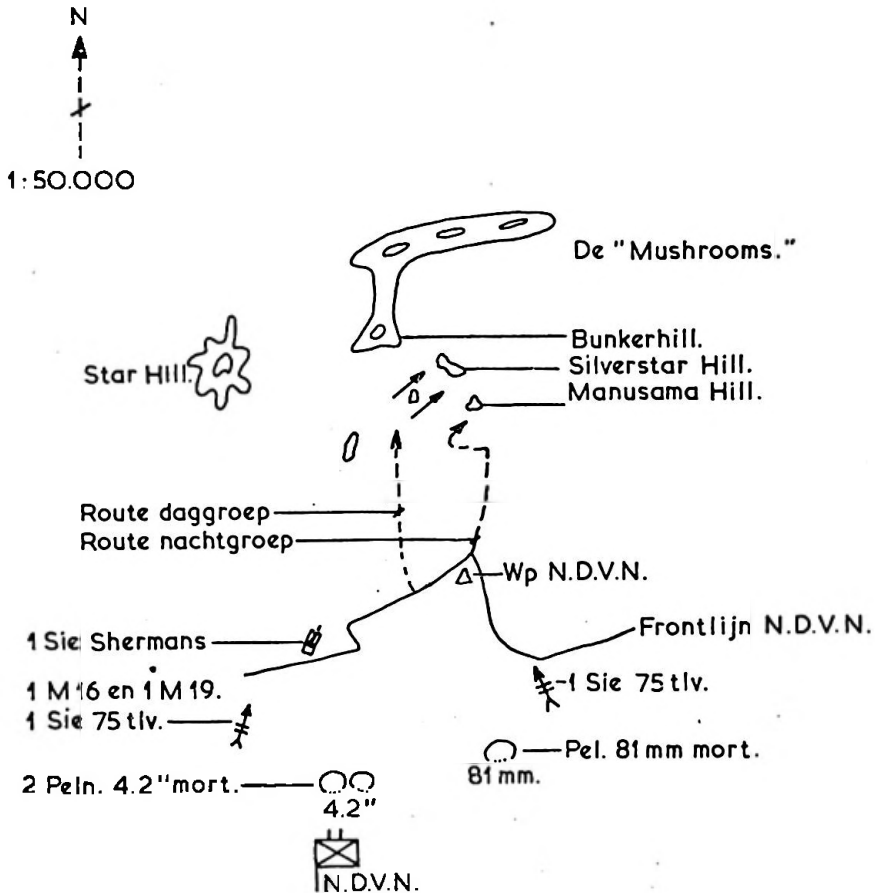 N
1:50.000
De "Mushrooms."
Bunkerhill.
Silverstar Hill.
Manusama Hill.
Star Hill.
Route daggroep
Route nachtgroep
Wp N.D.V.N.
1 Sie Shermans
Frontlijn N.D.V.N.
1 M16 en 1 M19.
1 Sie 75 tlv.
1 Sie 75 tlv.
Pel. 81 mm mort.
81 mm.
2 Peln. 4.2" mort.
4.2"
N.D.V.N.